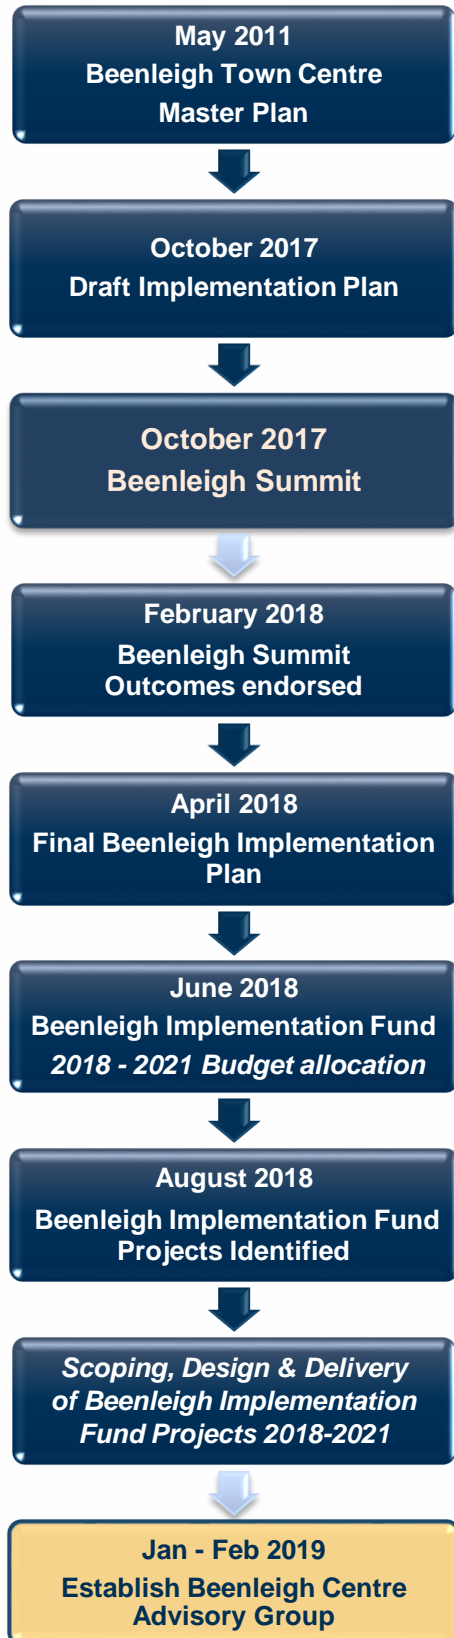 May 2011
Beenleigh Town Centre
Master Plan
October 2017
Draft Implementation Plan
October 2017
Beenleigh Summit
February 2018
Beenleigh Summit
Outcomes endorsed
April 2018
Final Beenleigh Implementation
Plan
June 2018
Beenleigh Implementation Fund
2018 - 2021 Budget allocation
August 2018
Beenleigh Implementation Fund
Projects Identified
Scoping, Design & Delivery
of Beenleigh Implementation
Fund Projects 2018-2021
Jan - Feb 2019
Establish Beenleigh Centre
Advisory Group